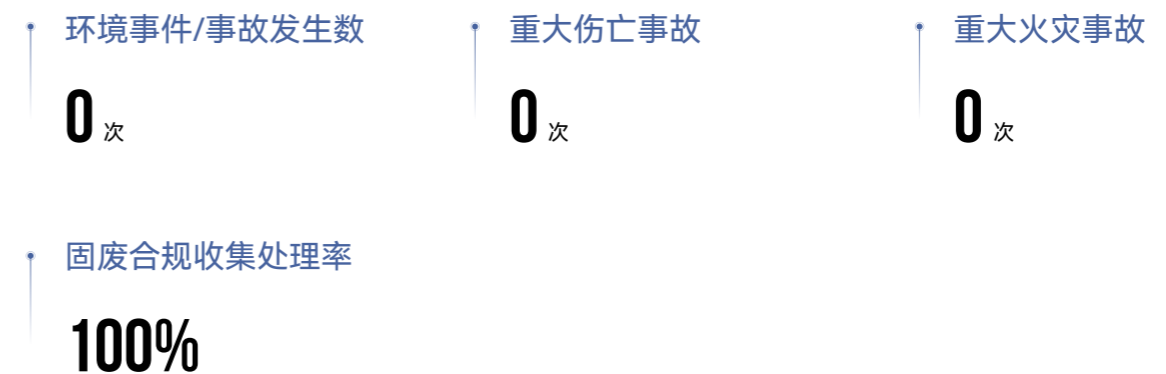 环境事件/事故发生数
重大伤亡事故
重大火灾事故
0 次
0 次
0 次
固废合规收集处理率
100%